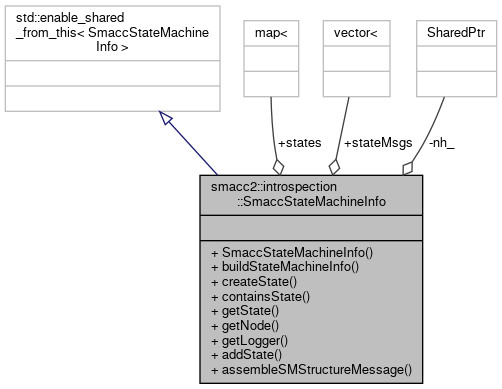 std::enable_shared
_from_this< SmaccStateMachine
Info >
map<
vector<
SharedPtr
+states
+stateMsgs
-nh_
smacc2::introspection
::SmaccStateMachineInfo
+ SmaccStateMachineInfo()
+ buildStateMachineInfo()
+ createState()
+ containsState()
+ getState()
+ getNode()
+ getLogger()
+ addState()
+ assembleSMStructureMessage()